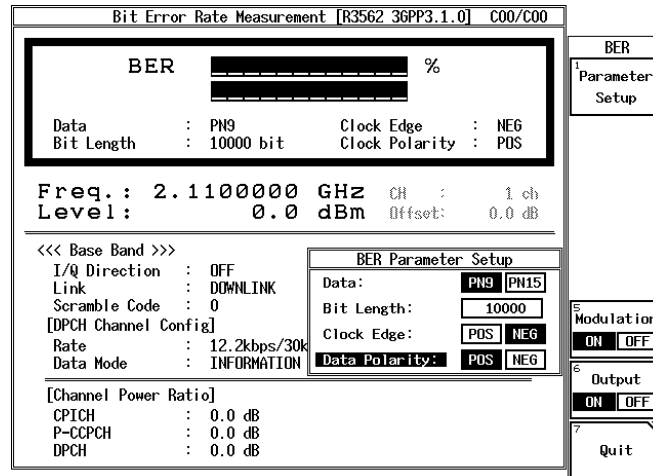 Bit Error Rate Measurement [R3562 3GPP3.1.0] C00/C00
BER %
Data : PN9 Clock Edge : NEG
Bit Length : 10000 bit Clock Polarity : POS
Freq.: 2.1100000 GHz CH : 1 ch
Level: 0.0 dBm Offset: 0.0 dB
<<< Base Band >>>
I/Q Direction : OFF
Link : DOWNLINK
Scramble Code : 0
[DPCH Channel Config]
Rate : 12.2kbps/30k
Data Mode : INFORMATION
[Channel Power Ratio]
CPICH : 0.0 dB
P-CCPCH : 0.0 dB
DPCH : 0.0 dB
BER Parameter Setup
Data: PN9 PN15
Bit Length: 10000
Clock Edge: POS NEG
Data Polarity: POS NEG
BER
1
Parameter
Setup
5
Modulation
ON OFF
6
Output
ON OFF
7
Quit